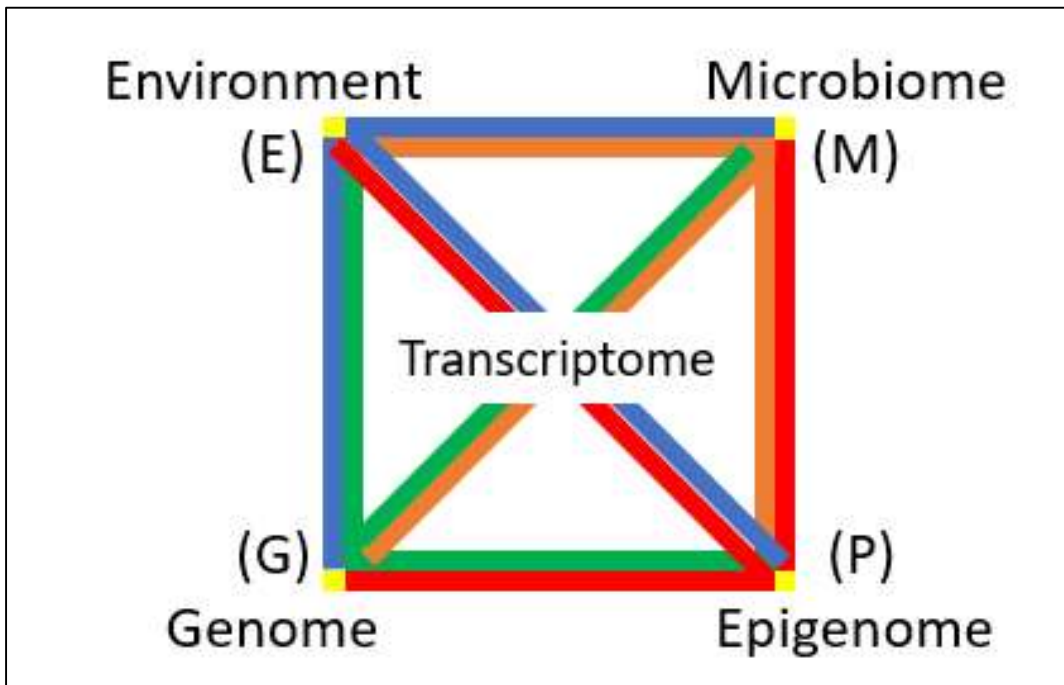 Environment Microbiome
(E) (M)
Transcriptome
(G) (P)
Genome Epigenome